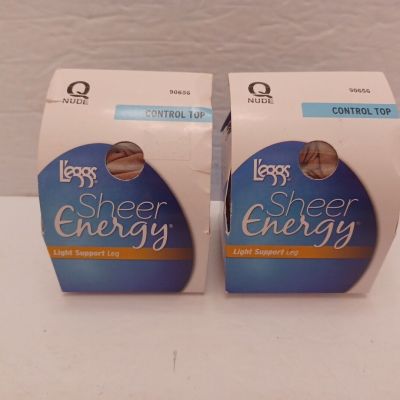 Q
NUDE
90656
CONTROL TOP
L'eggs
Sheer
Energy®
Light Support Leg
Q
NUDE
90656
CONTROL TOP
L'eggs
Sheer
Energy®
Light Support Leg